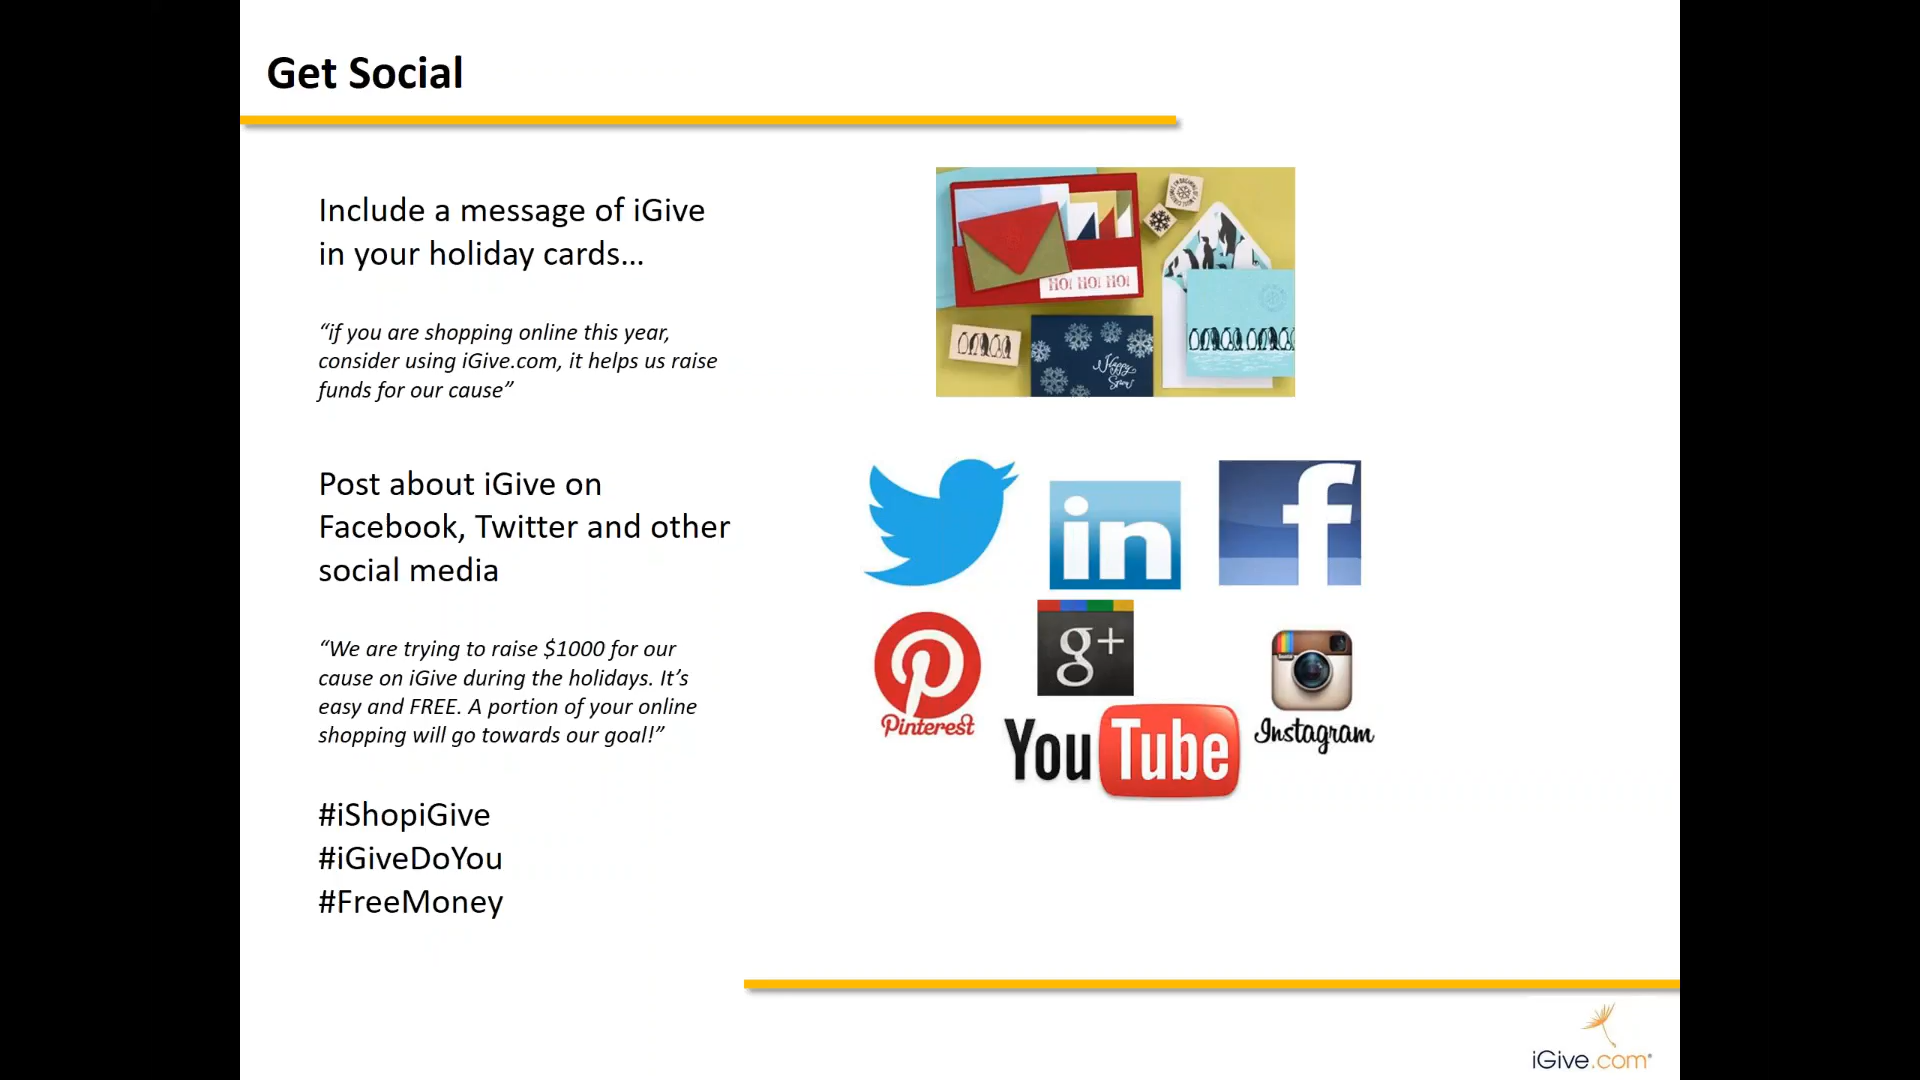 Get Social
Include a message of iGive
in your holiday cards...
“if you are shopping online this year,
consider using iGive.com, it helps us raise
funds for our cause”
HO! HO! HO!
Happy
Snow
Post about iGive on
Facebook, Twitter and other
social media
in
f
“We are trying to raise $1000 for our
cause on iGive during the holidays. It’s
easy and FREE. A portion of your online
shopping will go towards our goal!”
g+
Pinterest
YouTube
Instagram
#iShopiGive
#iGiveDoYou
#FreeMoney
iGive.com®